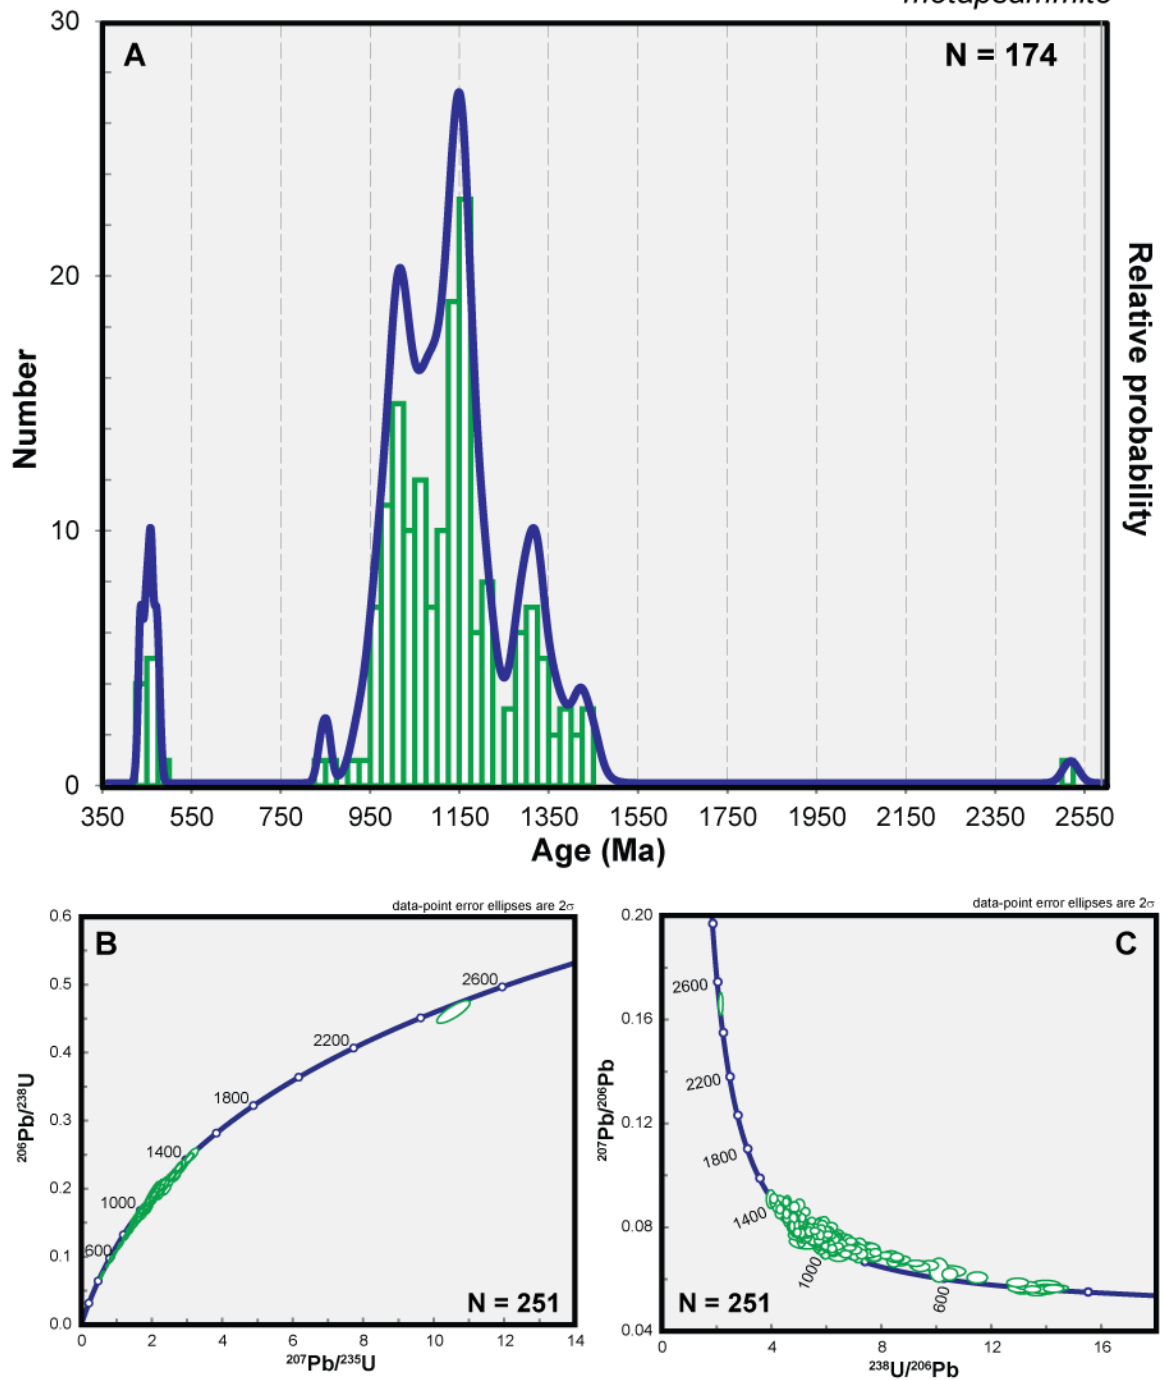 30
A
N = 174
20
10
0
Number
Relative probability
350 550 750 950 1150 1350 1550 1750 1950 2150 2350 2550
Age (Ma)
data-point error ellipses are 2σ
0.6
B
0.5
0.4
0.3
0.2
0.1
0.0
2600
2200
1800
1400
1000
600
N = 251
0 2 4 6 8 10 12 14
²⁰⁶Pb/²³⁸U
²⁰⁷Pb/²³⁵U
data-point error ellipses are 2σ
0.20
C
0.16
0.12
0.08
0.04
2600
2200
1800
1400
1000
600
N = 251
0 4 8 12 16
²⁰⁷Pb/²⁰⁶Pb
²³⁸U/²⁰⁶Pb